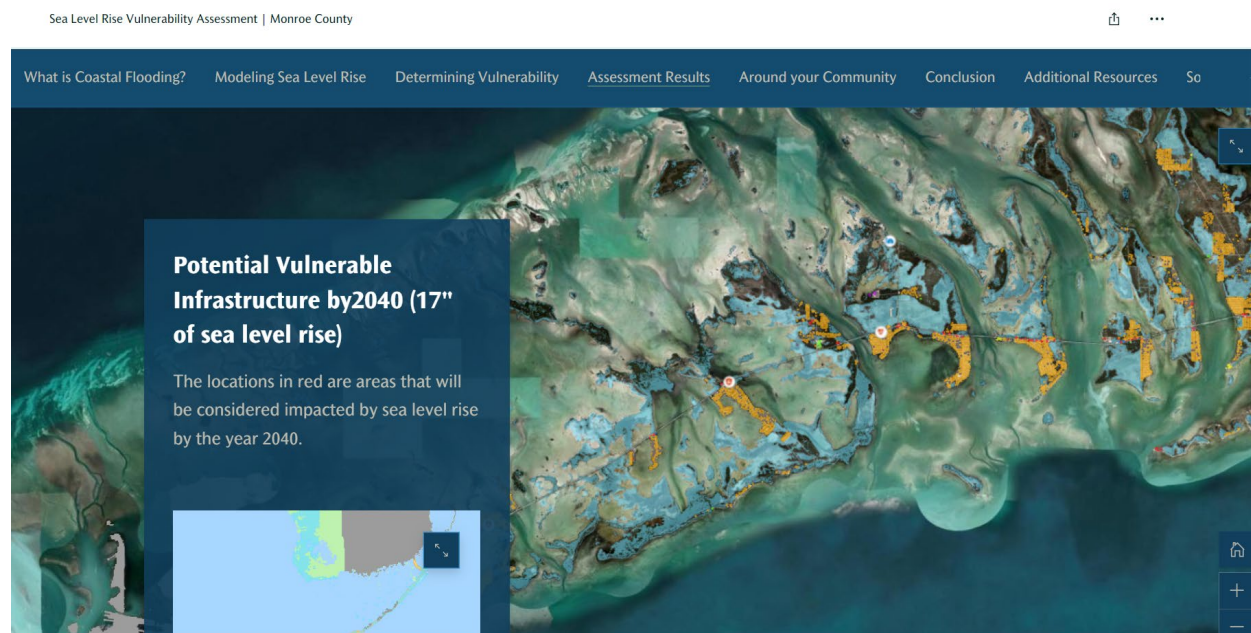 Sea Level Rise Vulnerability Assessment | Monroe County
What is Coastal Flooding? Modeling Sea Level Rise Determining Vulnerability Assessment Results Around your Community Conclusion Additional Resources So
Potential Vulnerable
Infrastructure by2040 (17"
of sea level rise)
The locations in red are areas that will
be considered impacted by sea level rise
by the year 2040.